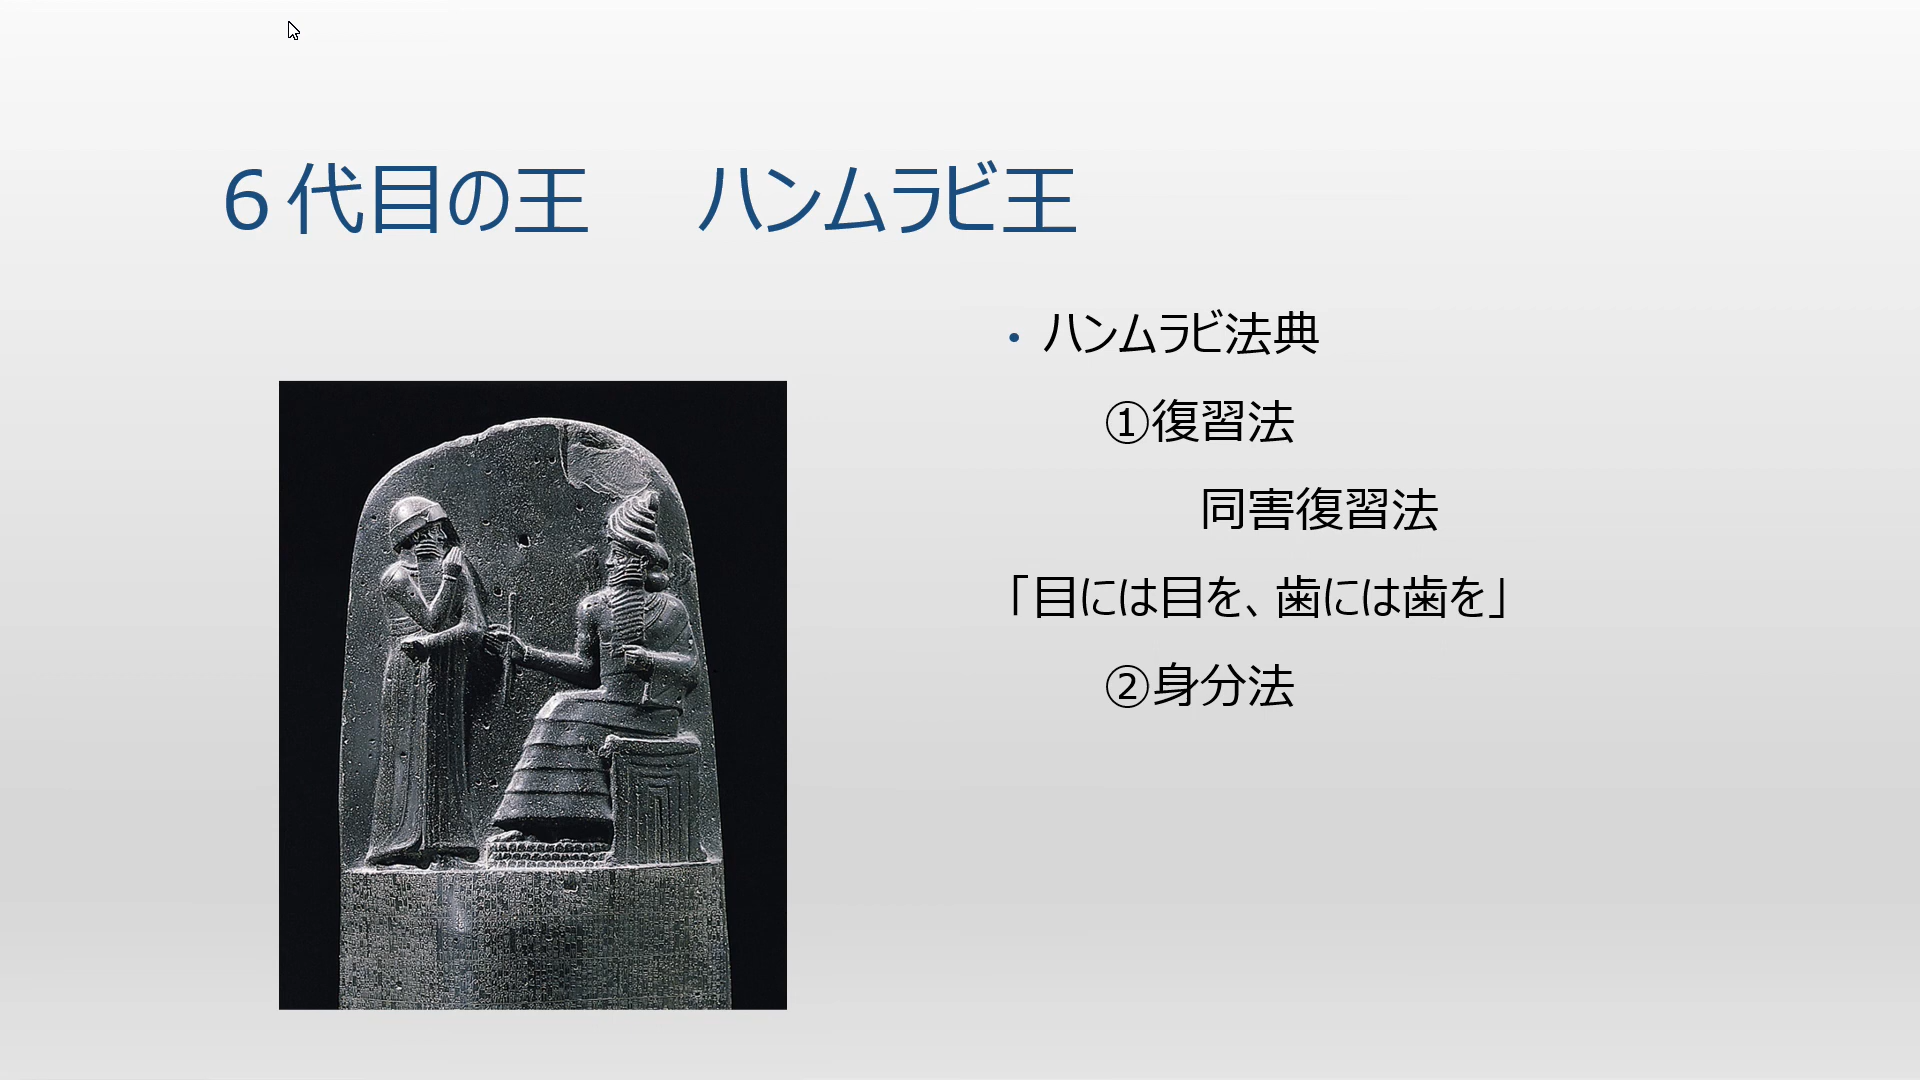 ６代目の王　ハンムラビ王
・ハンムラビ法典
①復習法
同害復習法
「目には目を、歯には歯を」
②身分法